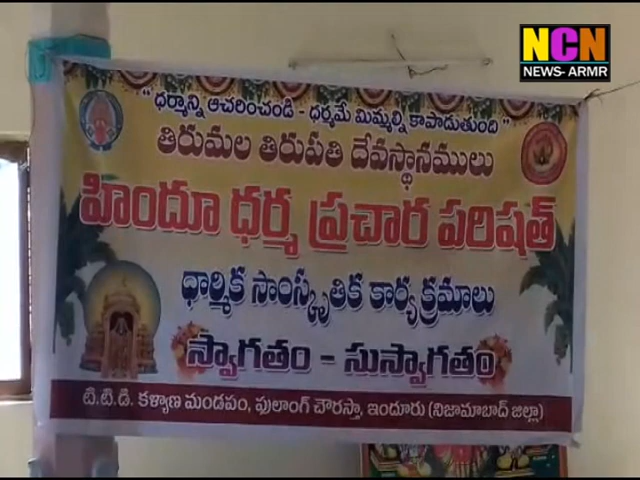 NCN
NEWS- ARMR
" ధర్మాన్ని ఆచరించండి - ధర్మమే మిమ్మల్ని కాపాడుతుంది "
తిరుమల తిరుపతి దేవస్థానములు
హిందూ ధర్మ ప్రచార పరిషత్
ధార్మిక సాంస్కృతిక కార్యక్రమాలు
స్వాగతం - సుస్వాగతం
టి.టి.డి. కళ్యాణ మండపం, ఫులాంగ్ చౌరస్తా, ఇందూరు (నిజామాబాద్ జిల్లా)